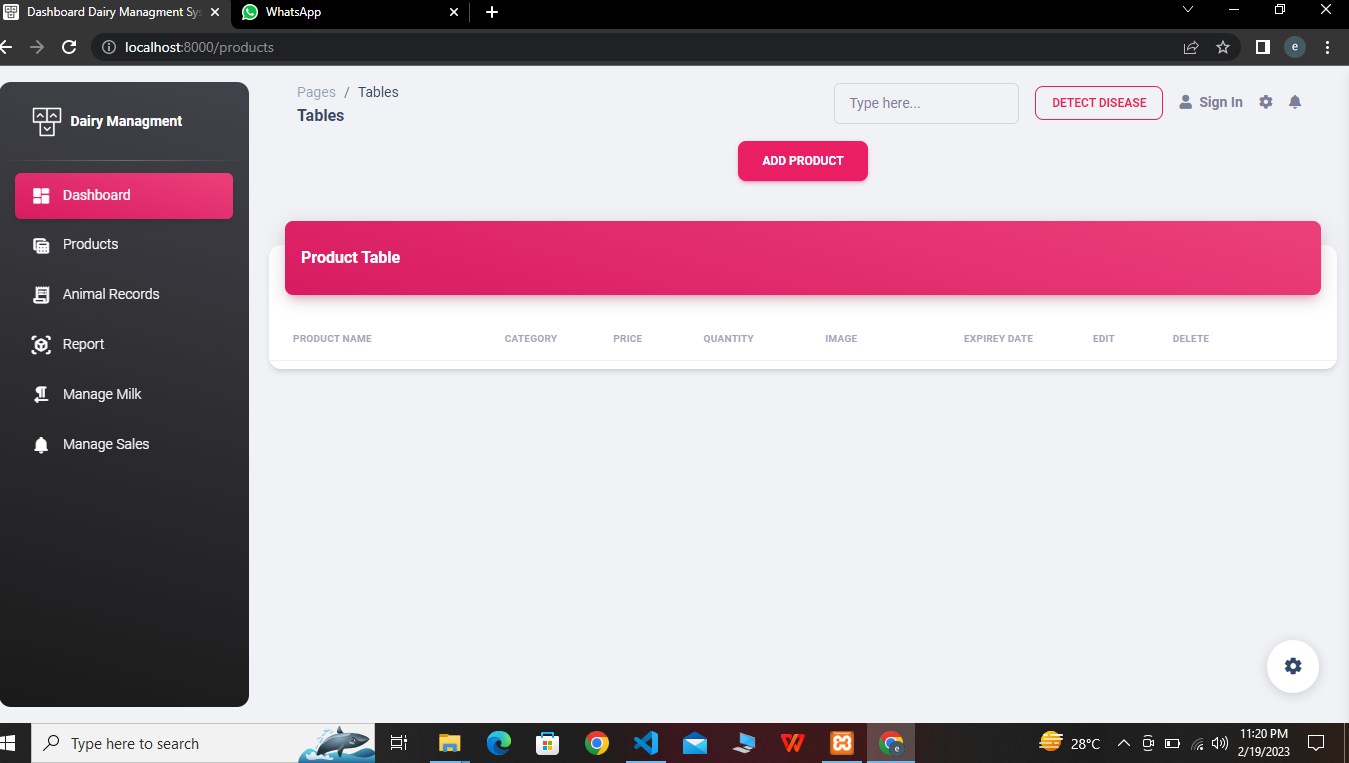 Dashboard Dairy Managment Sys
WhatsApp
localhost:8000/products
e
Dairy Managment
Dashboard
Products
Animal Records
Report
Manage Milk
Manage Sales
Pages / Tables
Tables
Type here...
DETECT DISEASE
Sign In
ADD PRODUCT
Product Table
PRODUCT NAME CATEGORY PRICE QUANTITY IMAGE EXPIREY DATE EDIT DELETE
Type here to search
28°C
11:20 PM
2/19/2023